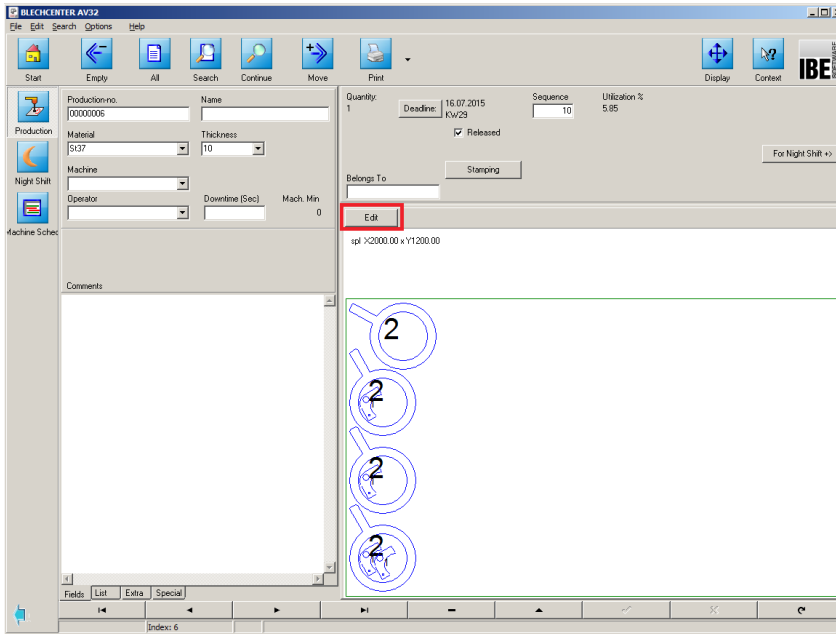 BLECHCENTER AV32
File Edit Search Options Help
Start Empty All Search Continue Move Print Display Context
IBE
SOFTWARE
Production
Night Shift
Machine Sched
Production-no. Name
00000006
Material Thickness
St37 10
Machine
Operator Downtime (Sec) Mach. Min
0
Comments
Fields List Extra Special
Quantity: Sequence Utilization %
1 Deadline: 16.07.2015 10 5.85
KW29
Released
For Night Shift +>
Stamping
Belongs To
Edit
spl X2000.00 x Y1200.00
2
2
2
2
Index: 6